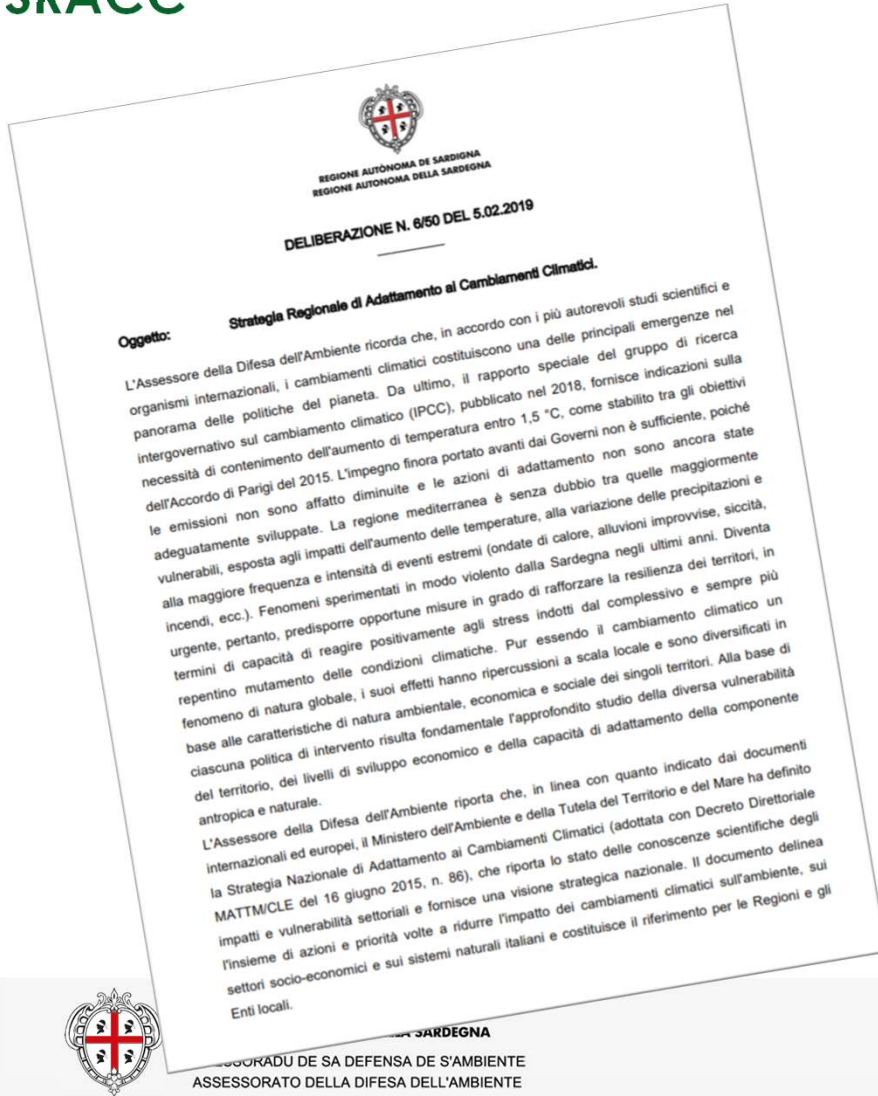 SRACC
REGIONE AUTÒNOMA DE SARDIGNA
REGIONE AUTONOMA DELLA SARDEGNA
DELIBERAZIONE N. 6/50 DEL 5.02.2019
Oggetto: Strategia Regionale di Adattamento ai Cambiamenti Climatici.
L'Assessore della Difesa dell'Ambiente ricorda che, in accordo con i più autorevoli studi scientifici e
organismi internazionali, i cambiamenti climatici costituiscono una delle principali emergenze nel
panorama delle politiche del pianeta. Da ultimo, il rapporto speciale del gruppo di ricerca
intergovernativo sul cambiamento climatico (IPCC), pubblicato nel 2018, fornisce indicazioni sulla
necessità di contenimento dell'aumento di temperatura entro 1,5 °C, come stabilito tra gli obiettivi
dell'Accordo di Parigi del 2015. L'impegno finora portato avanti dai Governi non è sufficiente, poiché
le emissioni non sono affatto diminuite e le azioni di adattamento non sono ancora state
adeguatamente sviluppate. La regione mediterranea è senza dubbio tra quelle maggiormente
vulnerabili, esposta agli impatti dell'aumento delle temperature, alla variazione delle precipitazioni e
alla maggiore frequenza e intensità di eventi estremi (ondate di calore, alluvioni improvvise, siccità,
incendi, ecc.). Fenomeni sperimentati in modo violento dalla Sardegna negli ultimi anni. Diventa
urgente, pertanto, predisporre opportune misure in grado di rafforzare la resilienza dei territori, in
termini di capacità di reagire positivamente agli stress indotti dal complessivo e sempre più
repentino mutamento delle condizioni climatiche. Pur essendo il cambiamento climatico un
fenomeno di natura globale, i suoi effetti hanno ripercussioni a scala locale e sono diversificati in
base alle caratteristiche di natura ambientale, economica e sociale dei singoli territori. Alla base di
ciascuna politica di intervento risulta fondamentale l'approfondito studio della diversa vulnerabilità
del territorio, dei livelli di sviluppo economico e della capacità di adattamento della componente
antropica e naturale.
L'Assessore della Difesa dell'Ambiente riporta che, in linea con quanto indicato dai documenti
internazionali ed europei, il Ministero dell'Ambiente e della Tutela del Territorio e del Mare ha definito
la Strategia Nazionale di Adattamento ai Cambiamenti Climatici (adottata con Decreto Direttoriale
MATTM/CLE del 16 giugno 2015, n. 86), che riporta lo stato delle conoscenze scientifiche degli
impatti e vulnerabilità settoriali e fornisce una visione strategica nazionale. Il documento delinea
l'insieme di azioni e priorità volte a ridurre l'impatto dei cambiamenti climatici sull'ambiente, sui
settori socio-economici e sui sistemi naturali italiani e costituisce il riferimento per le Regioni e gli
Enti locali.
SARDEGNA
DE SA DEFENSA DE S'AMBIENTE
ASSESSORATO DELLA DIFESA DELL'AMBIENTE